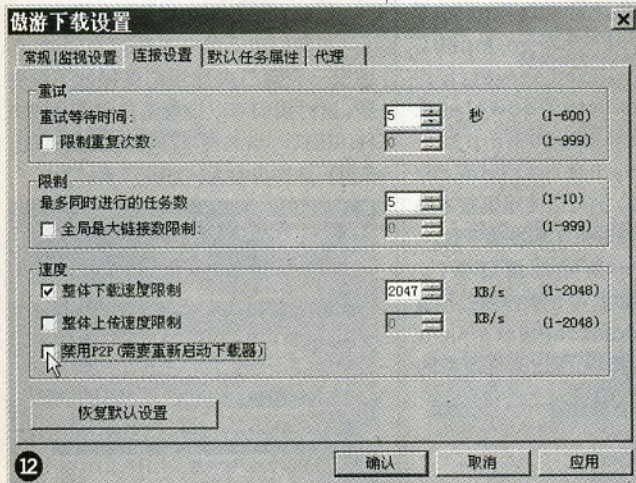 傲游下载设置
常规|监视设置 连接设置 默认任务属性 代理
重试
重试等待时间: 5 秒 (1-600)
限制重复次数: 0 (1-999)
限制
最多同时进行的任务数 5 (1-10)
全局最大链接数限制: 0 (1-999)
速度
整体下载速度限制 2047 KB/s (1-2048)
整体上传速度限制 0 KB/s (1-2048)
禁用P2P(需要重新启动下载器)
恢复默认设置
12
确认 取消 应用